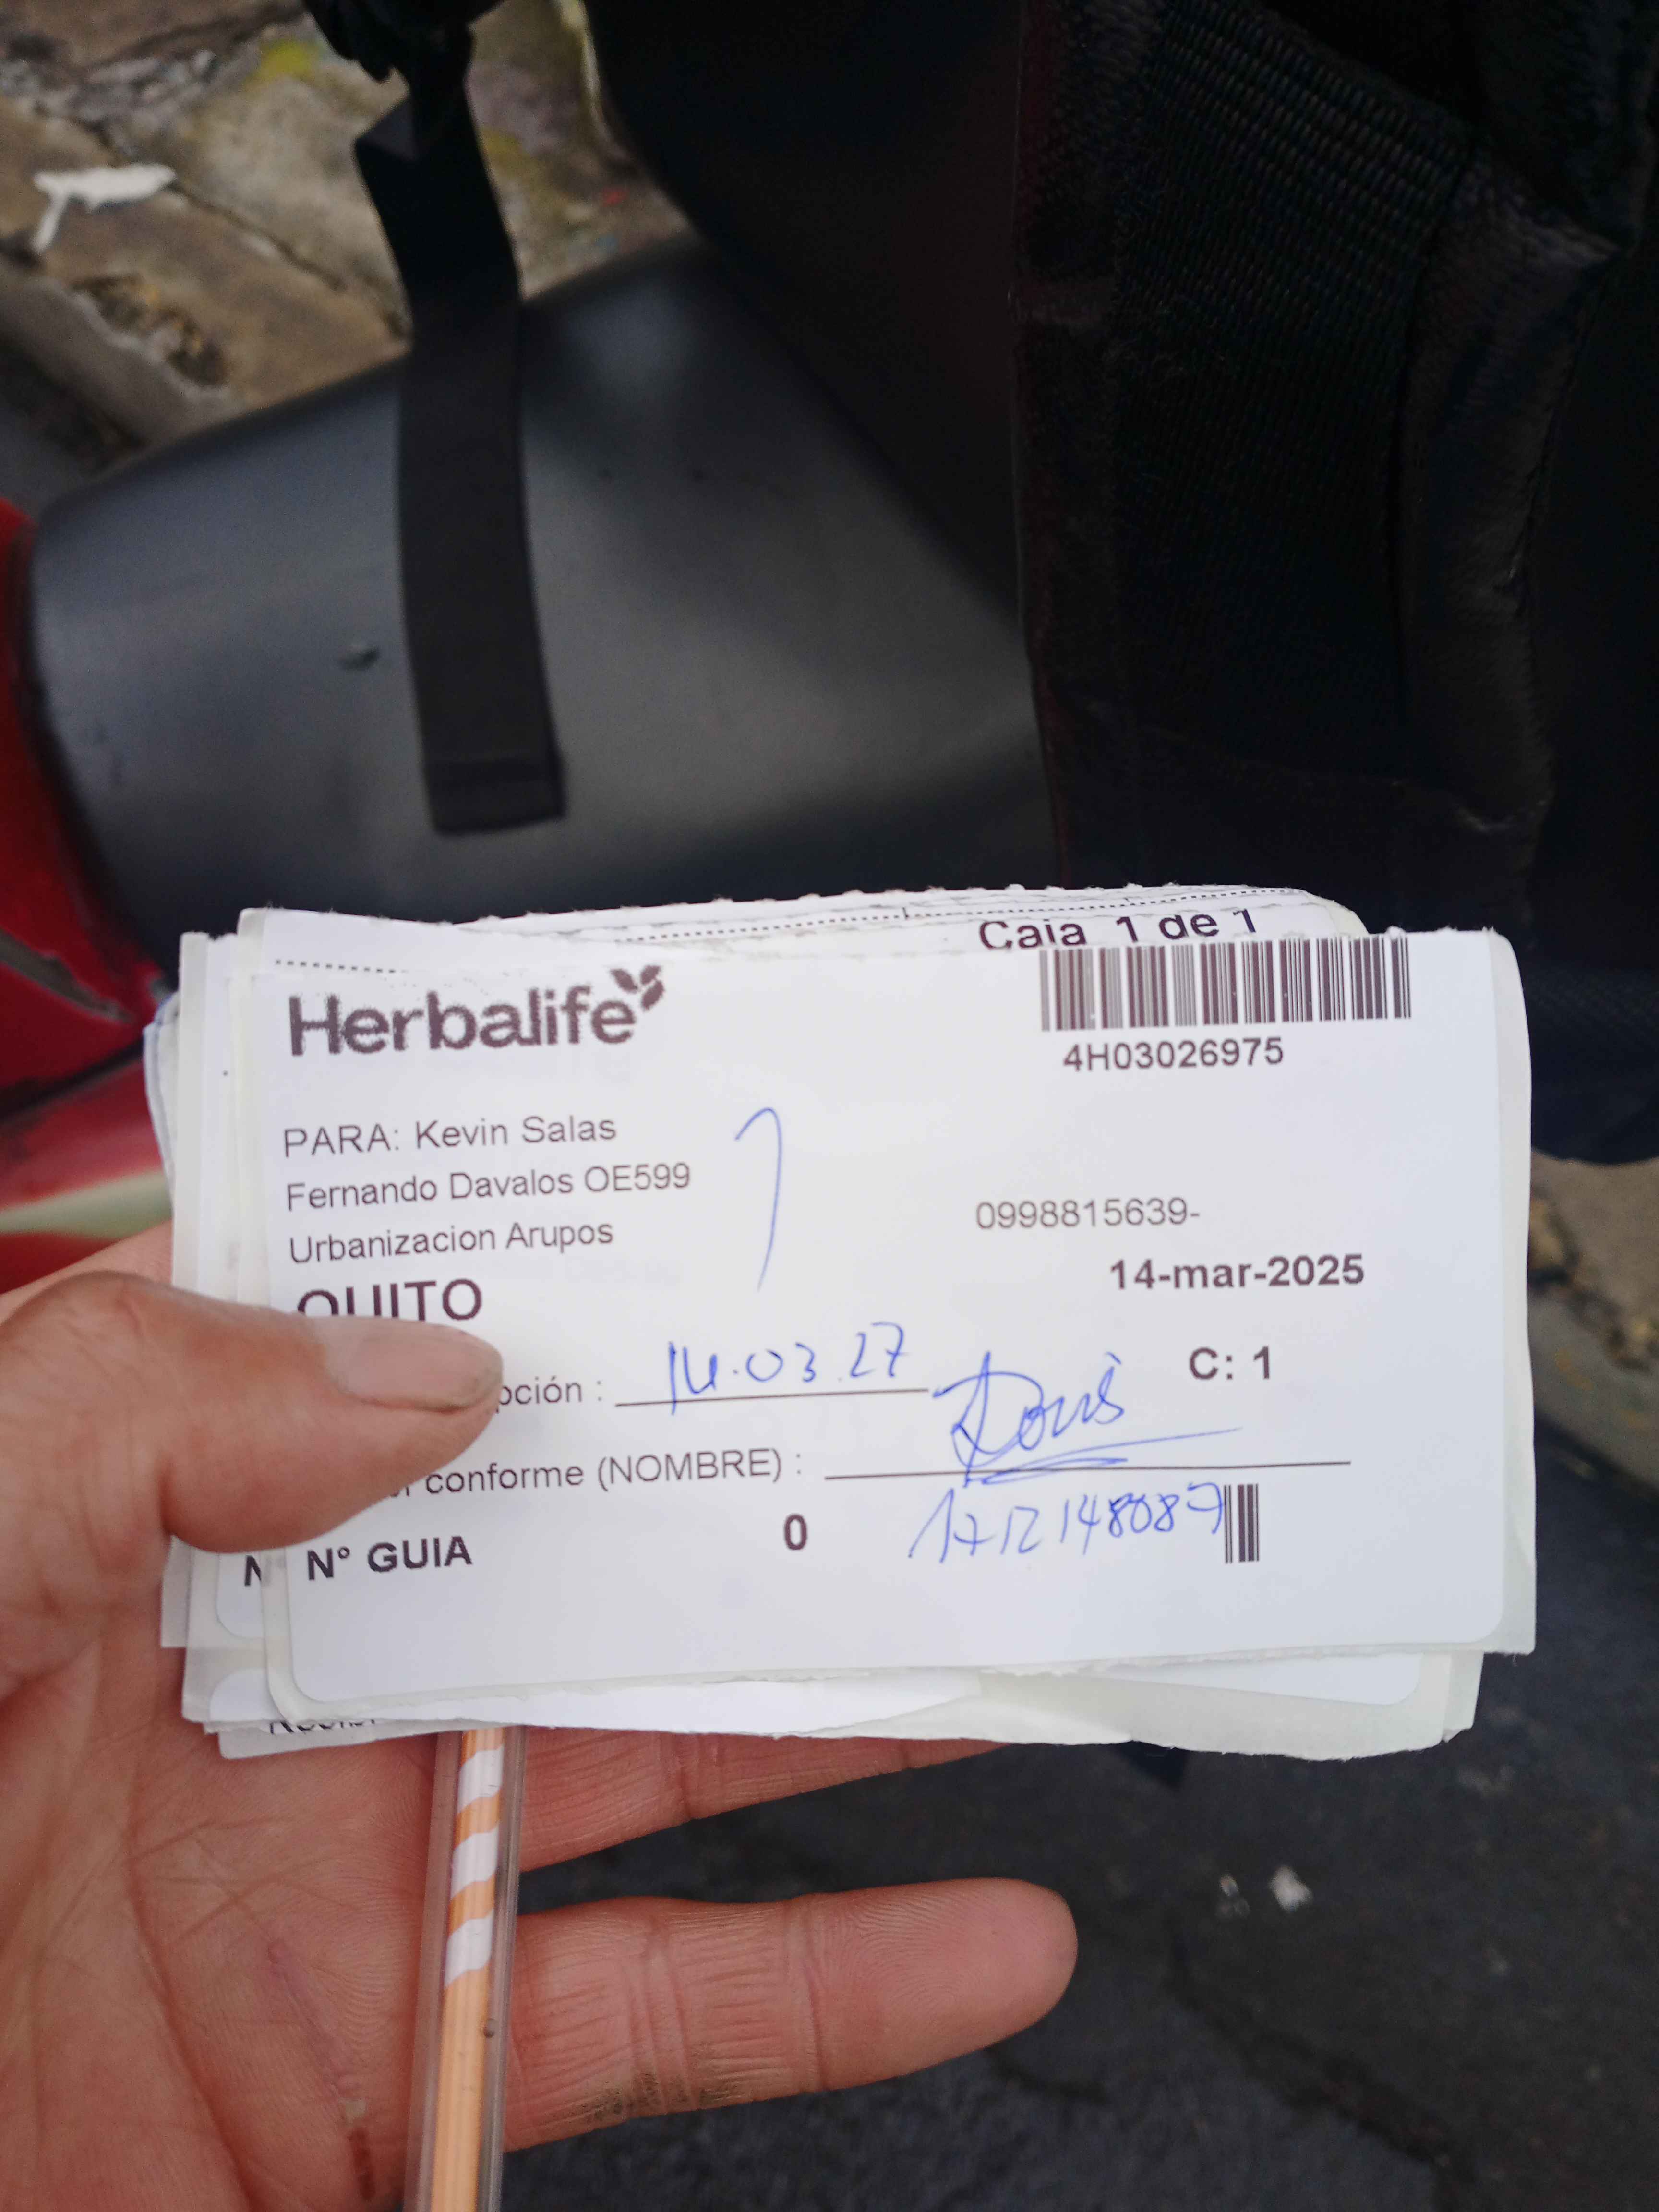 Caja 1 de 1
Herbalife
4H03026975
PARA: Kevin Salas
Fernando Davalos OE599
Urbanizacion Arupos
0998815639-
QUITO
14-mar-2025
pción : 14.03.27
C: 1
conforme (NOMBRE) :
1712148087
N° GUIA 0
N